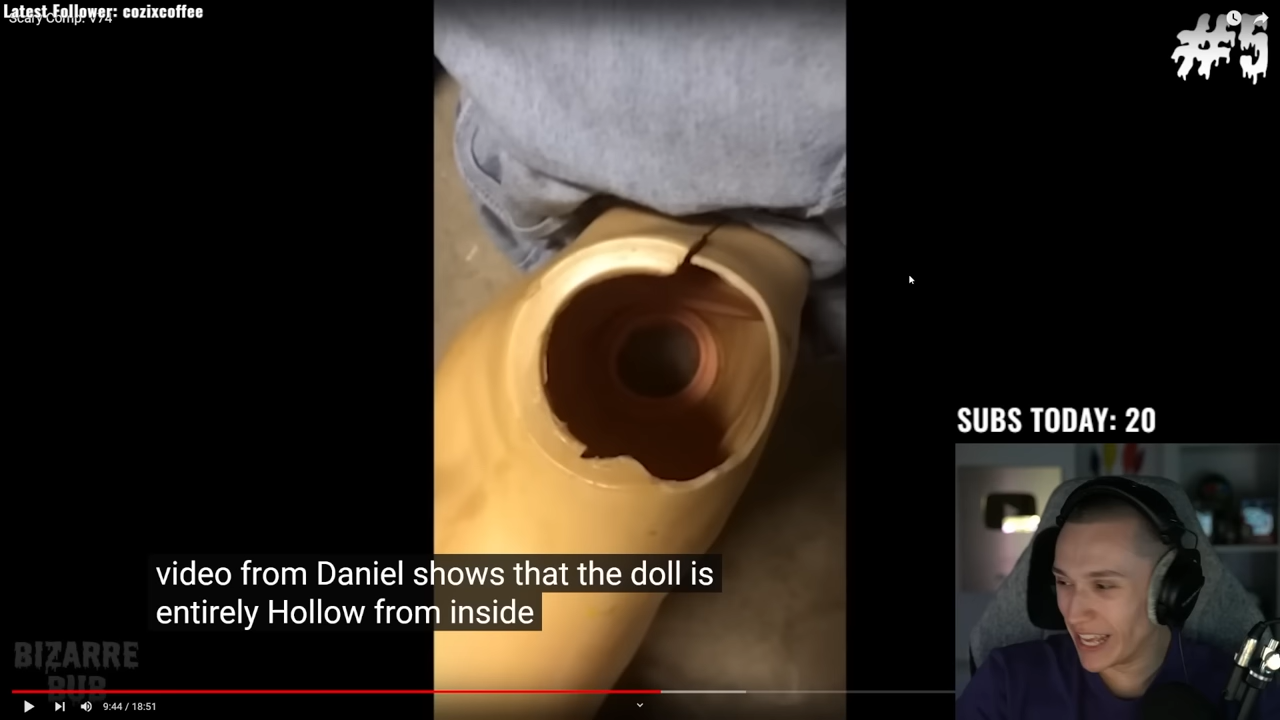 Latest Follower: cozixcoffee
Scary Comp. V74
#5
SUBS TODAY: 20
video from Daniel shows that the doll is
entirely Hollow from inside
BIZARRE
BUB
9:44 / 18:51